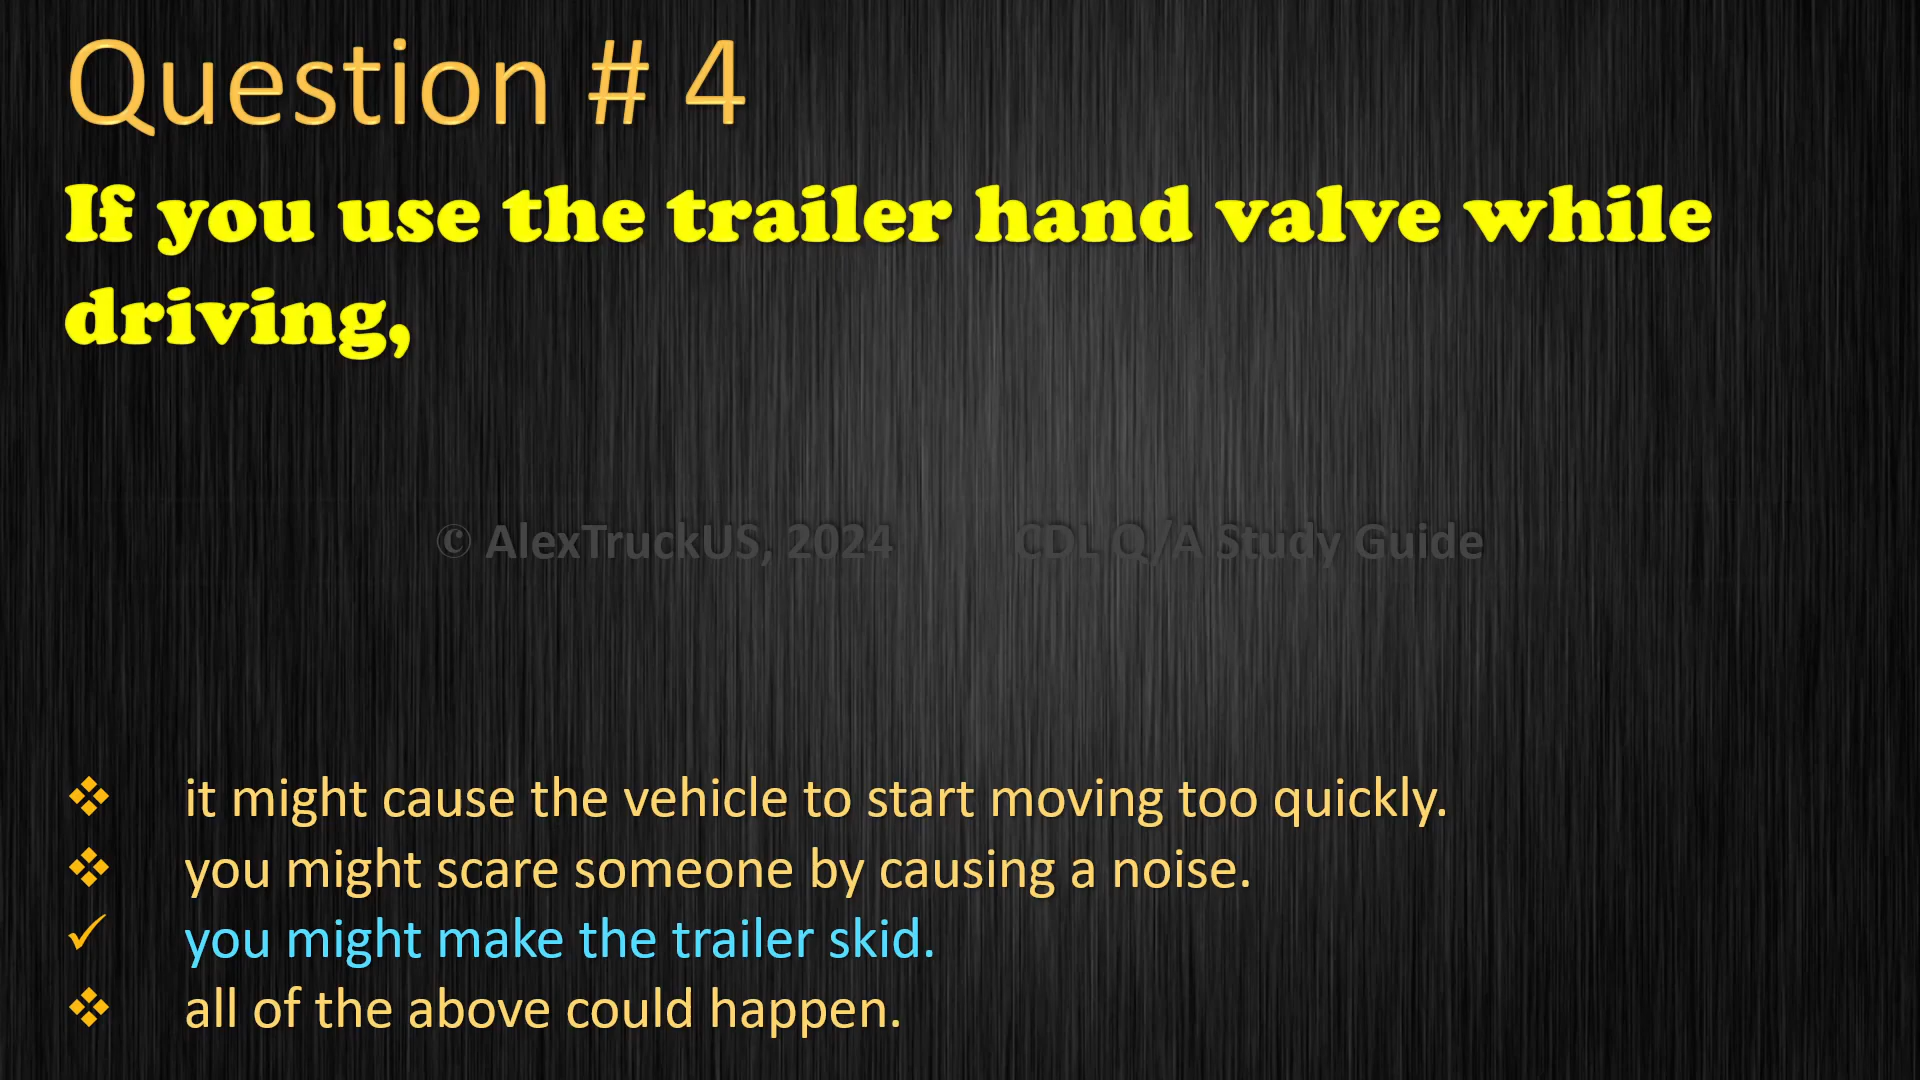 Question # 4
If you use the trailer hand valve while
driving,
© AlexTruckUS, 2024 CDL Q/A Study Guide
❖ it might cause the vehicle to start moving too quickly.
❖ you might scare someone by causing a noise.
✓ you might make the trailer skid.
❖ all of the above could happen.